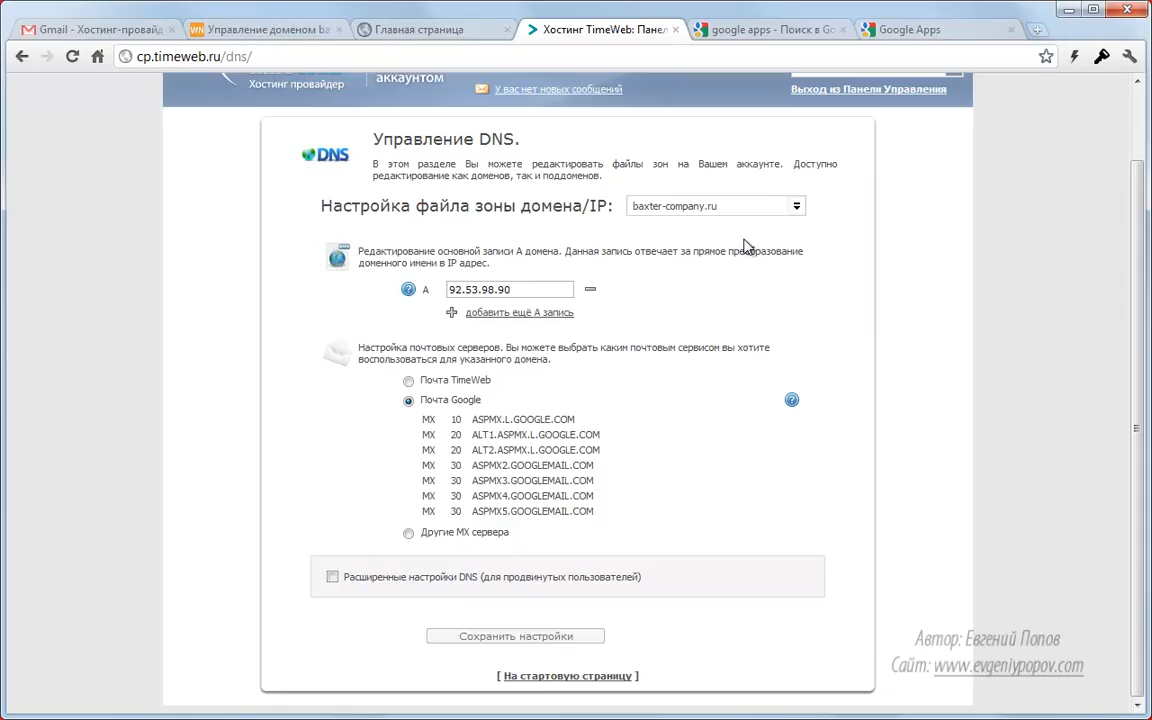 Gmail - Хостинг-провайд
Управление доменом ba
Главная страница
Хостинг TimeWeb: Панел
google apps - Поиск в Go
Google Apps
cp.timeweb.ru/dns/
Хостинг провайдер
аккаунтом
У вас нет новых сообщений
Выход из Панели Управления
DNS
Управление DNS.
В этом разделе Вы можете редактировать файлы зон на Вашем аккаунте. Доступно
редактирование как доменов, так и поддоменов.
Настройка файла зоны домена/IP:
baxter-company.ru
Редактирование основной записи А домена. Данная запись отвечает за прямое преобразование
доменного имени в IP адрес.
A
92.53.98.90
добавить ещё А запись
Настройка почтовых серверов. Вы можете выбрать каким почтовым сервисом вы хотите
воспользоваться для указанного домена.
Почта TimeWeb
Почта Google
MX 10 ASPMX.L.GOOGLE.COM
MX 20 ALT1.ASPMX.L.GOOGLE.COM
MX 20 ALT2.ASPMX.L.GOOGLE.COM
MX 30 ASPMX2.GOOGLEMAIL.COM
MX 30 ASPMX3.GOOGLEMAIL.COM
MX 30 ASPMX4.GOOGLEMAIL.COM
MX 30 ASPMX5.GOOGLEMAIL.COM
Другие MX сервера
Расширенные настройки DNS (для продвинутых пользователей)
Сохранить настройки
[ На стартовую страницу ]
Автор: Евгений Попов
Сайт: www.evgeniypopov.com